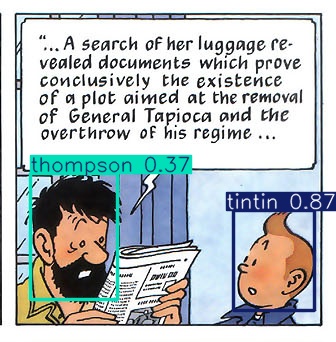 “... A search of her luggage re-
vealed documents which prove
conclusively the existence
of a plot aimed at the removal
of General Tapioca and the
overthrow of his regime ...
thompson 0.37
tintin 0.87